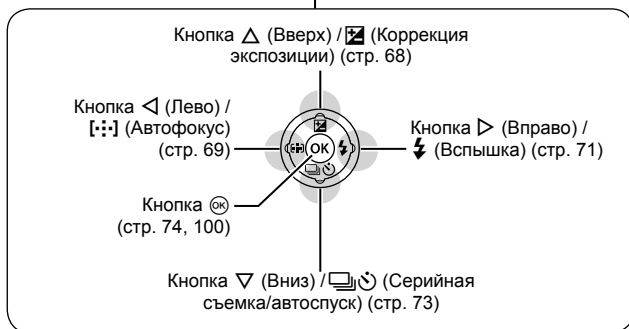 Кнопка △ (Вверх) / (Коррекция
экспозиции) (стр. 68)
Кнопка ◁ (Лево) /
[·:·] (Автофокус)
(стр. 69)
Кнопка ▷ (Вправо) /
(Вспышка) (стр. 71)
OK
Кнопка OK
(стр. 74, 100)
Кнопка ▽ (Вниз) / (Серийная
съемка/автоспуск) (стр. 73)